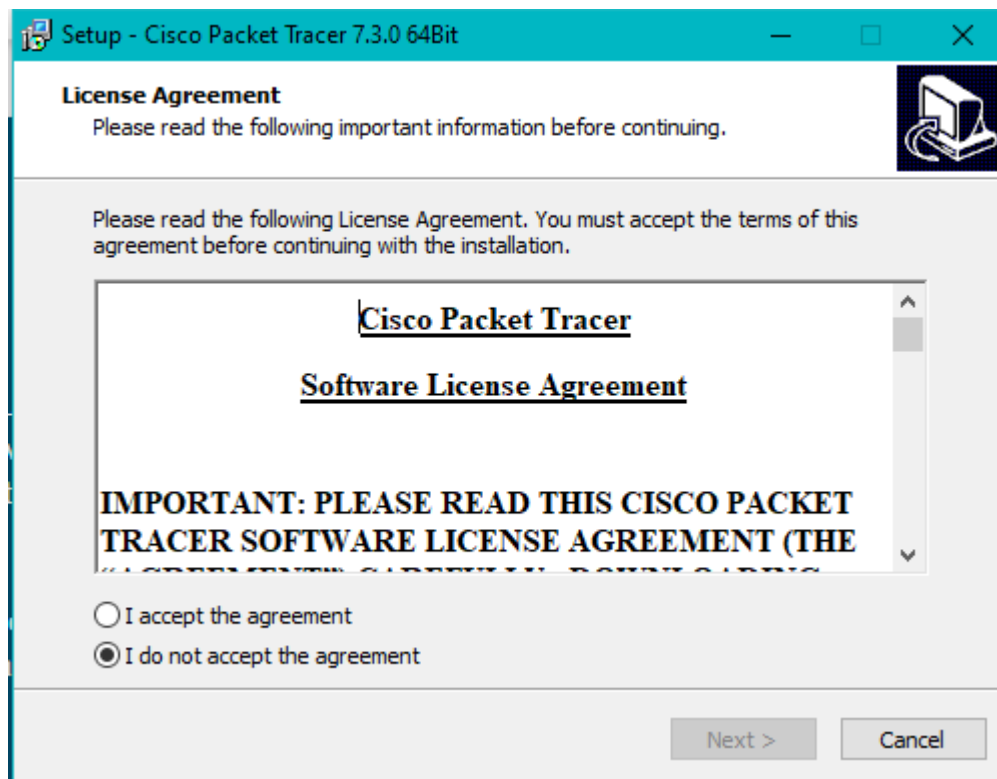 Setup - Cisco Packet Tracer 7.3.0 64Bit
License Agreement
Please read the following important information before continuing.
Please read the following License Agreement. You must accept the terms of this
agreement before continuing with the installation.
Cisco Packet Tracer
Software License Agreement
IMPORTANT: PLEASE READ THIS CISCO PACKET
TRACER SOFTWARE LICENSE AGREEMENT (THE
“AGREEMENT”) CAREFULLY. DOWNLOADING
I accept the agreement
I do not accept the agreement
Next >
Cancel